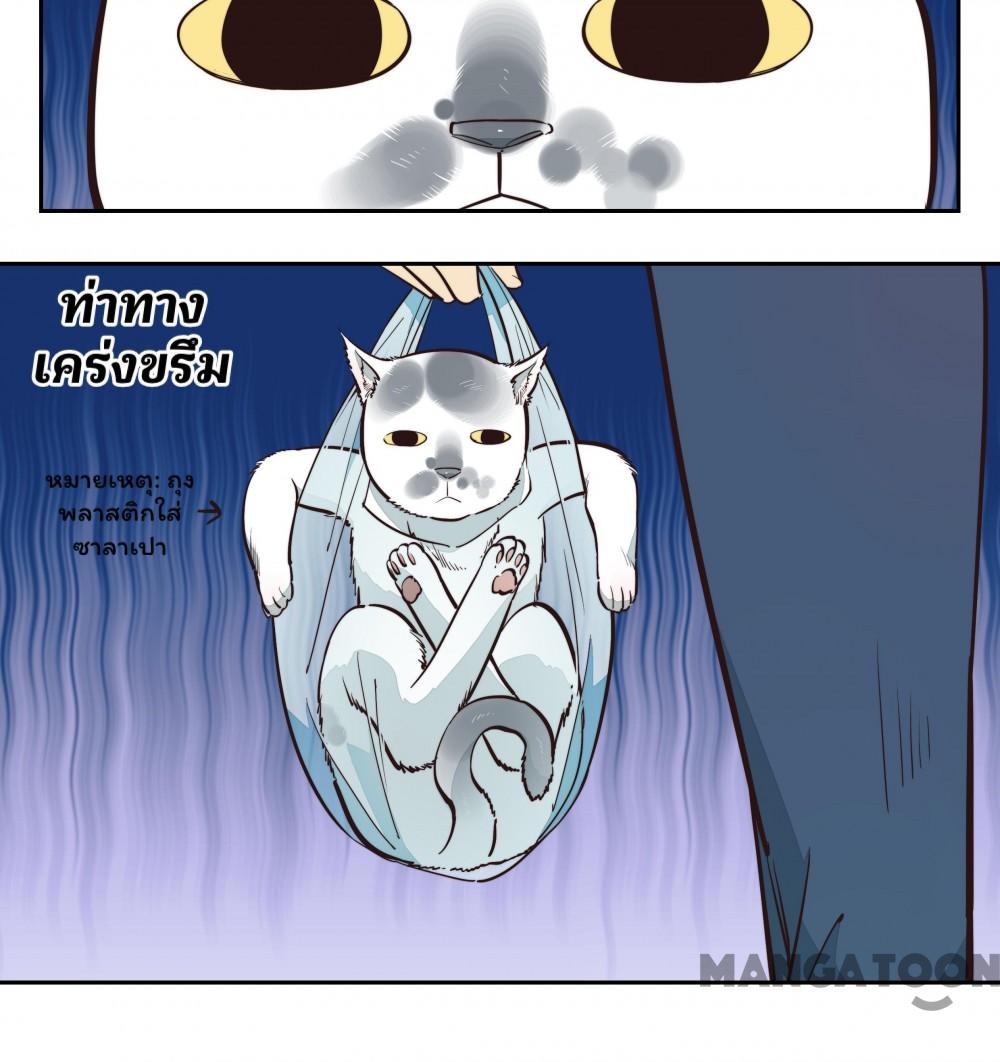 ท่าทาง
เคร่งขรึม
หมายเหตุ: ถุง
พลาสติกใส่
ซาลาเปา
MANGATOON